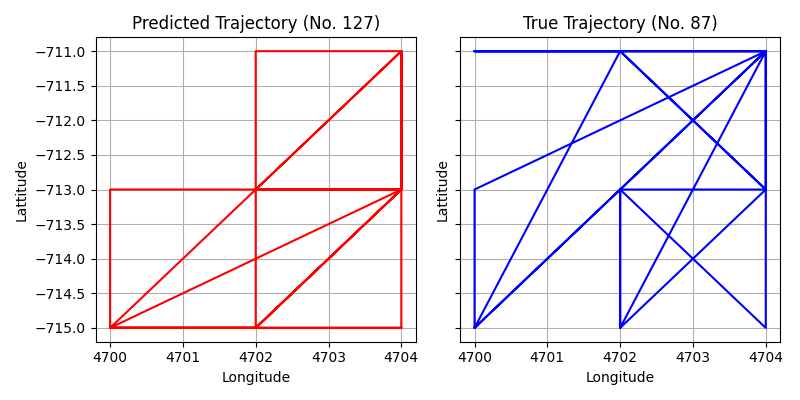 Predicted Trajectory (No. 127)
True Trajectory (No. 87)
−711.0
−711.5
−712.0
−712.5
−713.0
−713.5
−714.0
−714.5
−715.0
Lattitude
Lattitude
4700 4701 4702 4703 4704
4700 4701 4702 4703 4704
Longitude
Longitude